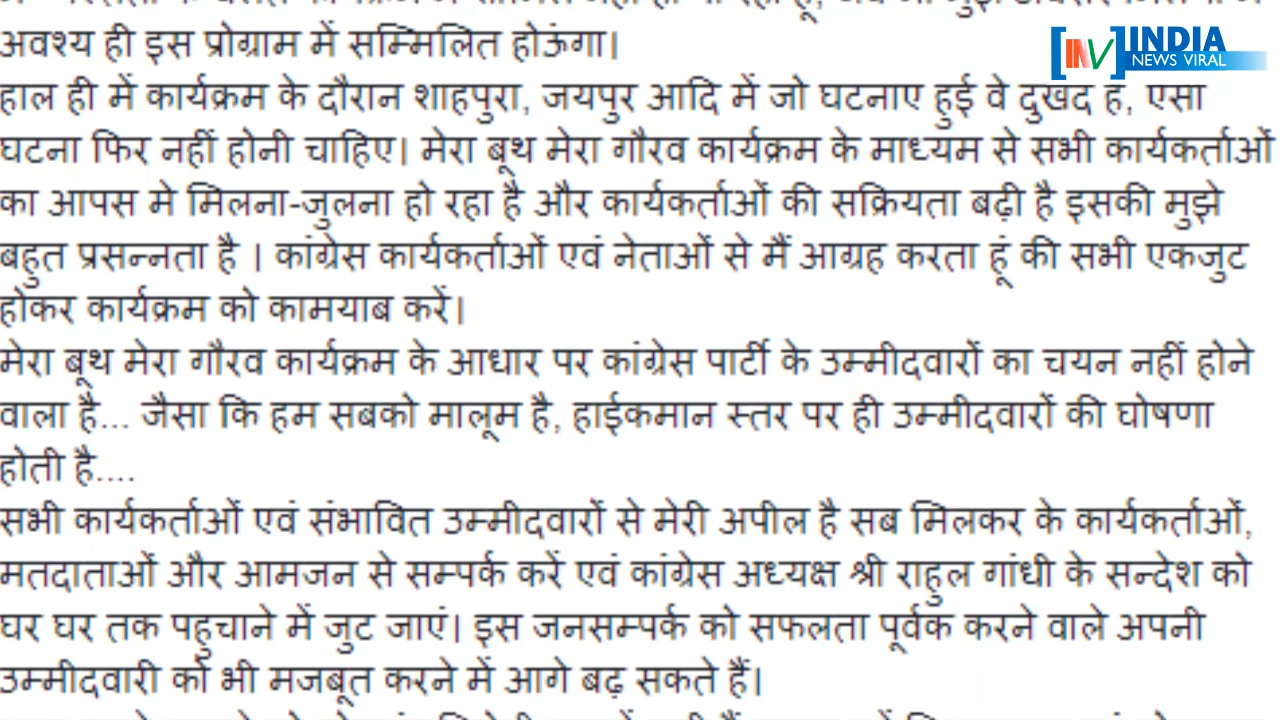 अवश्य ही इस प्रोग्राम में सम्मिलित होऊंगा|
INDIA
[INV]
NEWS VIRAL
हाल ही में कार्यक्रम के दौरान शाहपुरा, जयपुर आदि में जो घटनाए हुई वे दुखद ह, एसा
घटना फिर नहीं होनी चाहिए| मेरा बूथ मेरा गौरव कार्यक्रम के माध्यम से सभी कार्यकर्ताओं
का आपस मे मिलना-जुलना हो रहा है और कार्यकर्ताओं की सक्रियता बढ़ी है इसकी मुझे
बहुत प्रसन्नता है | कांग्रेस कार्यकर्ताओं एवं नेताओं से मैं आग्रह करता हूं की सभी एकजुट
होकर कार्यक्रम को कामयाब करें|
मेरा बूथ मेरा गौरव कार्यक्रम के आधार पर कांग्रेस पार्टी के उम्मीदवारों का चयन नहीं होने
वाला है... जैसा कि हम सबको मालूम है, हाईकमान स्तर पर ही उम्मीदवारों की घोषणा
होती है....
सभी कार्यकर्ताओं एवं संभावित उम्मीदवारों से मेरी अपील है सब मिलकर के कार्यकर्ताओं,
मतदाताओं और आमजन से सम्पर्क करें एवं कांग्रेस अध्यक्ष श्री राहुल गांधी के सन्देश को
घर घर तक पहुचाने में जुट जाएं| इस जनसम्पर्क को सफलता पूर्वक करने वाले अपनी
उम्मीदवारी को भी मजबूत करने में आगे बढ़ सकते हैं|